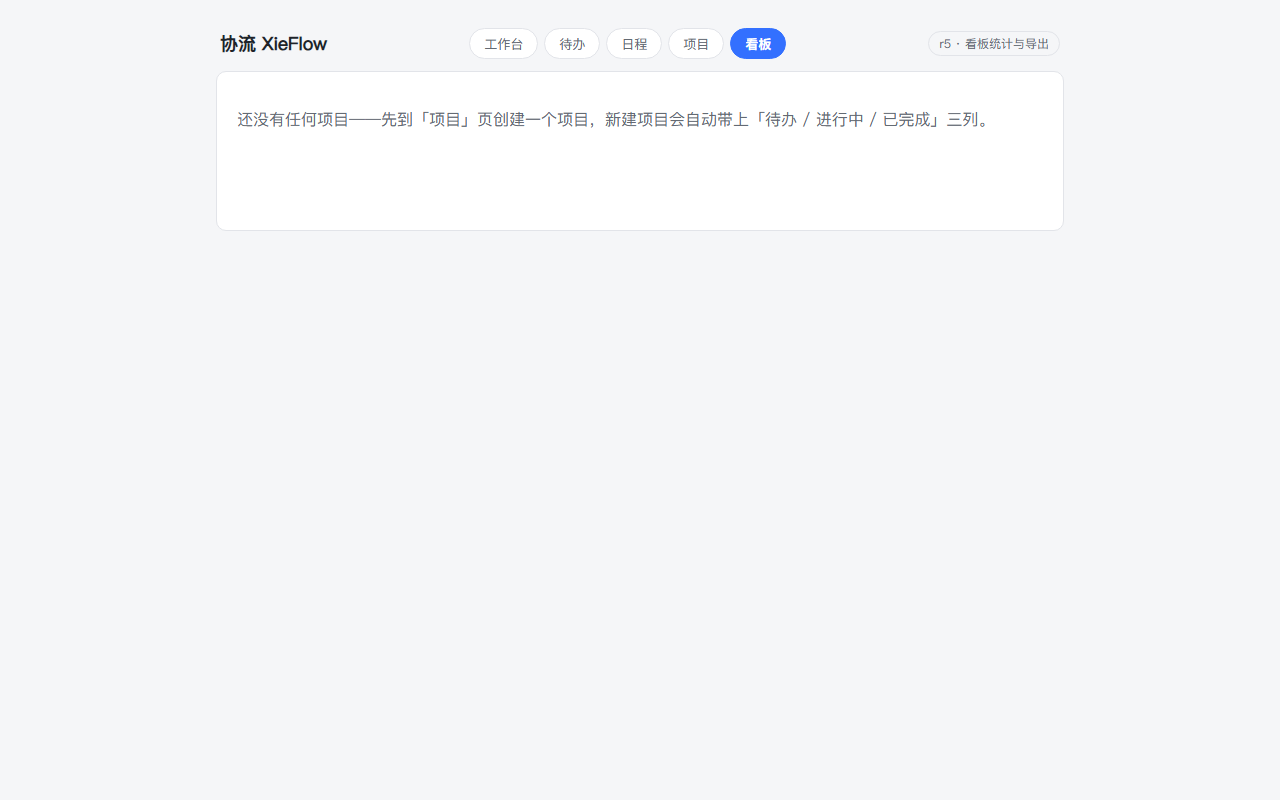 协流 XieFlow
工作台
待办
日程
项目
看板
r5 · 看板统计与导出
还没有任何项目——先到「项目」页创建一个项目，新建项目会自动带上「待办 / 进行中 / 已完成」三列。